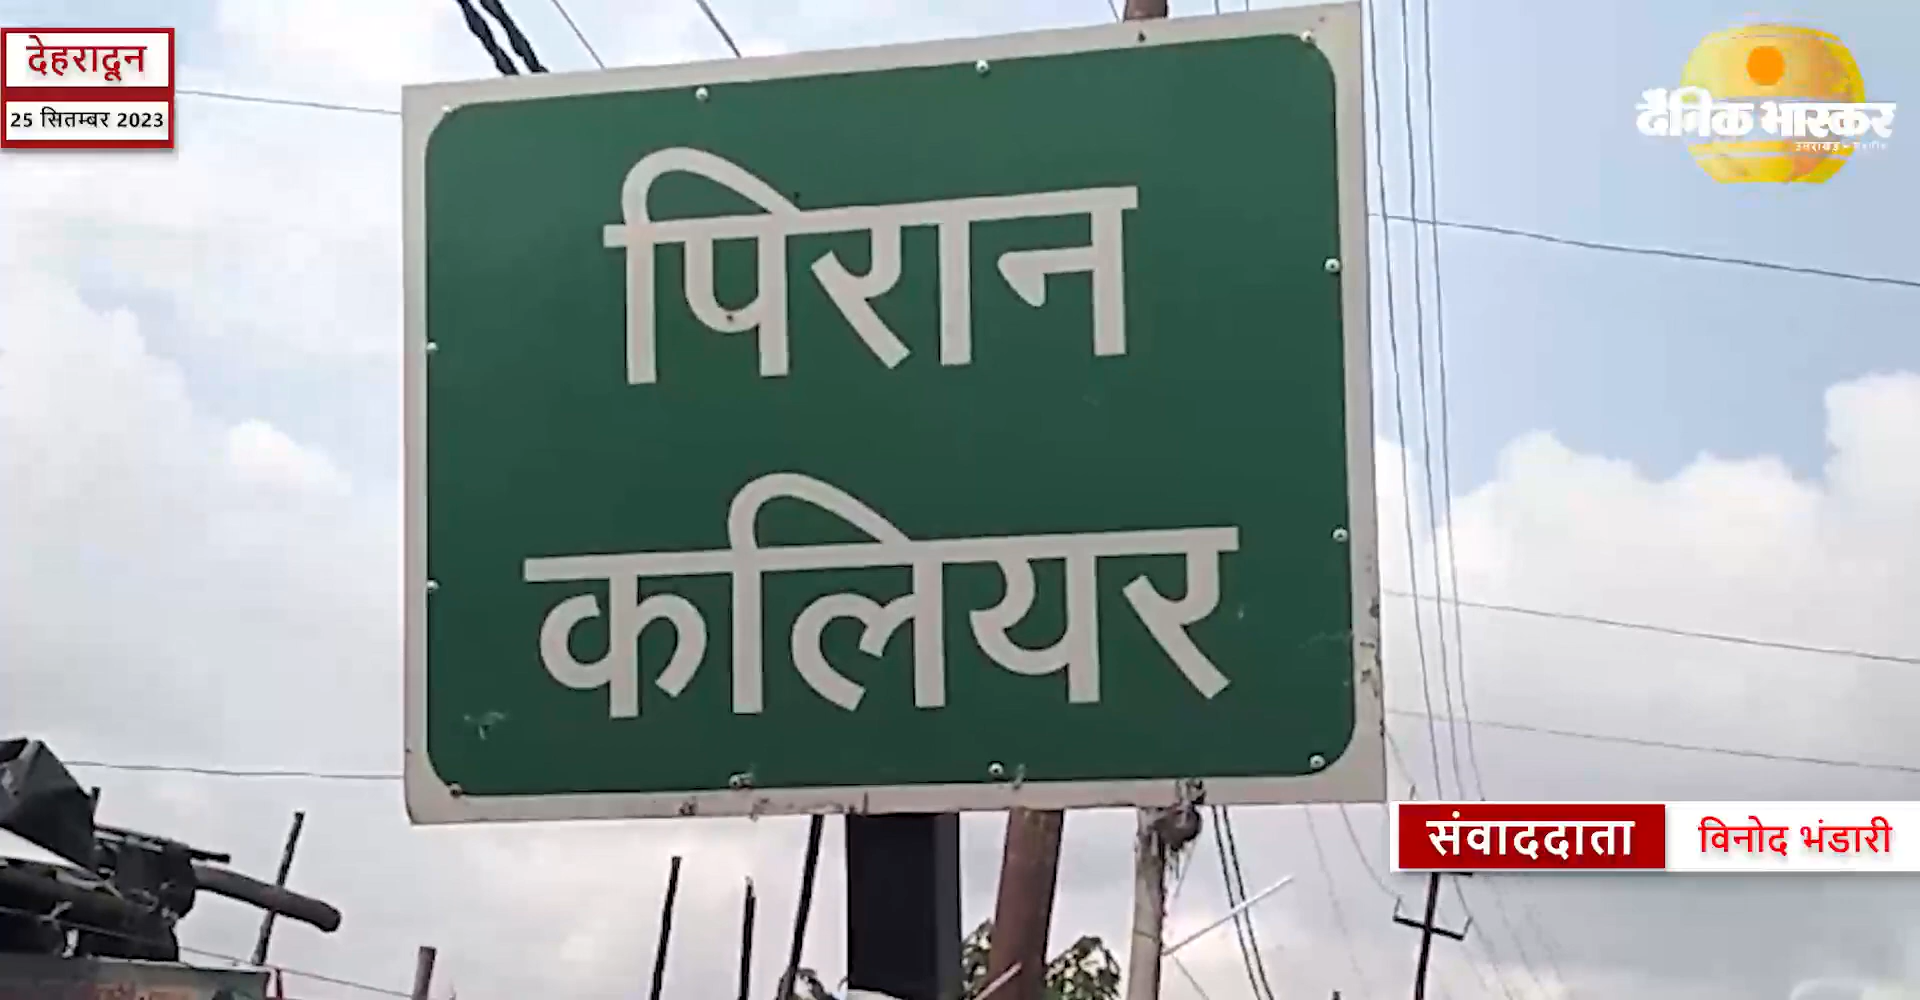 देहरादून
25 सितम्बर 2023
दैनिक भास्कर
पिरान
कलियर
संवाददाता
विनोद भंडारी